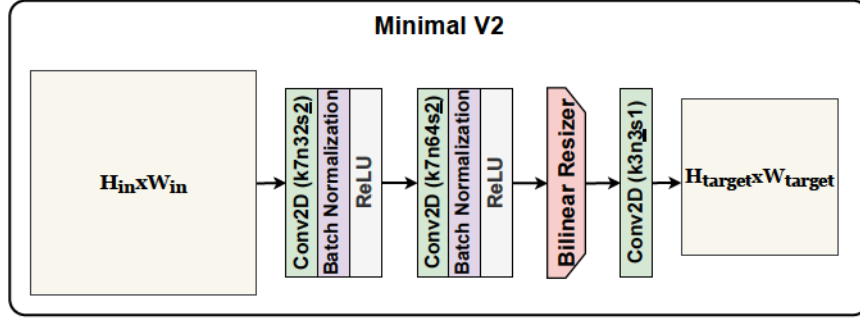 Minimal V2
HinxWin
Conv2D (k7n32s2)
Batch Normalization
ReLU
Conv2D (k7n64s2)
Batch Normalization
ReLU
Bilinear Resizer
Conv2D (k3n3s1)
HtargetxWtarget